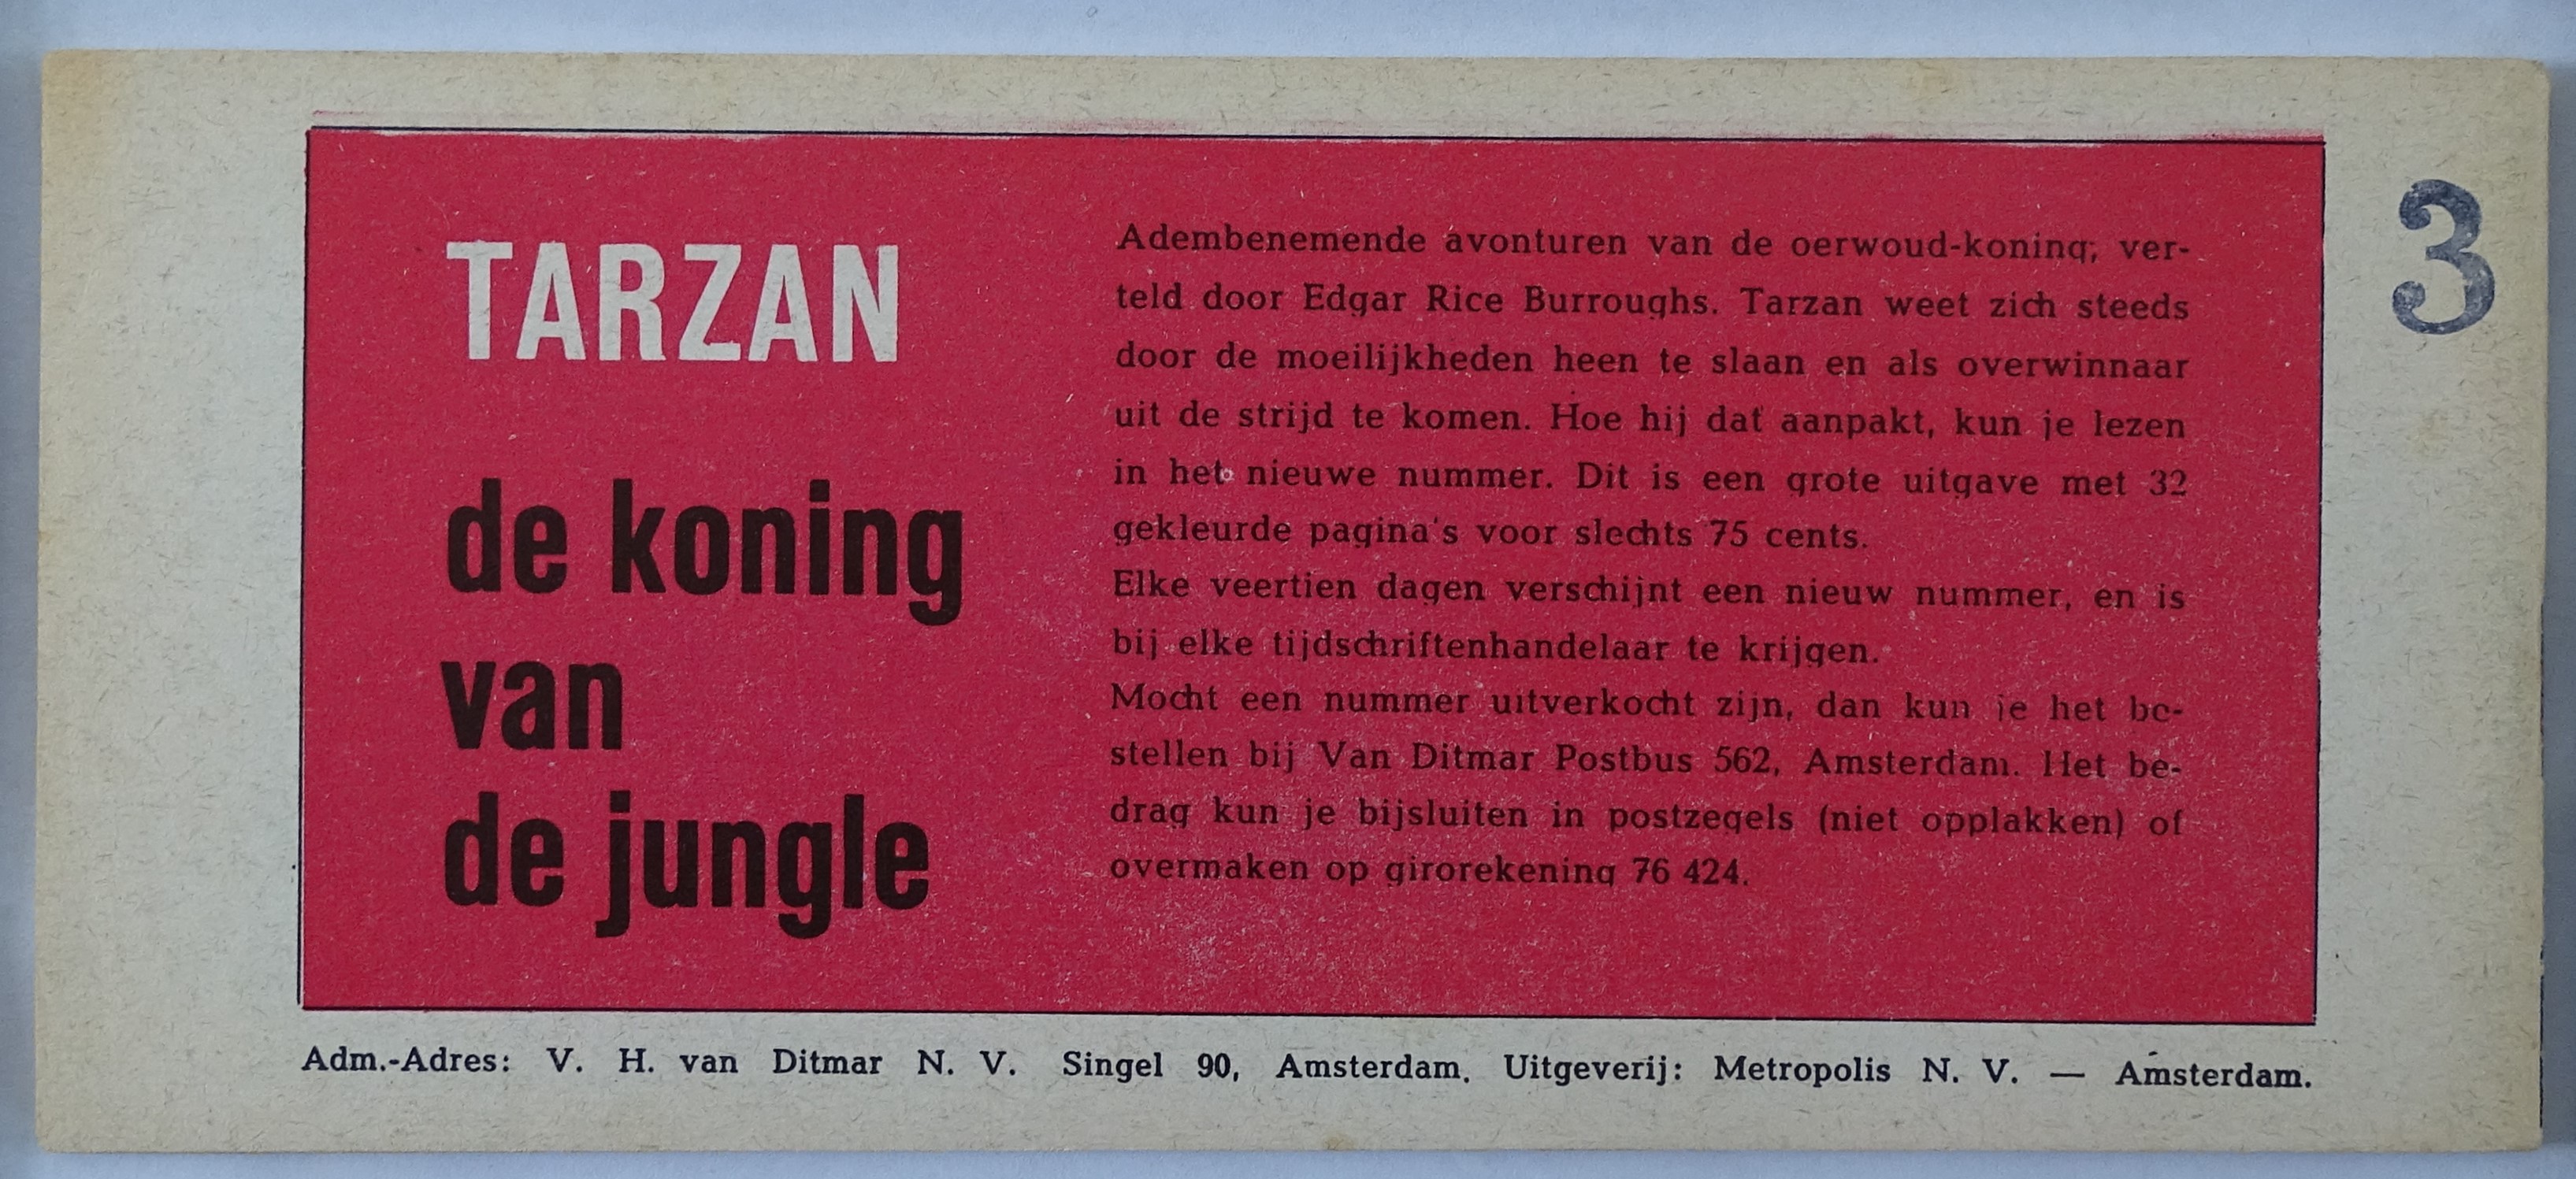 TARZAN
de koning
van
de jungle
Adembenemende avonturen van de oerwoud-koning; ver-
teld door Edgar Rice Burroughs. Tarzan weet zich steeds
door de moeilijkheden heen te slaan en als overwinnaar
uit de strijd te komen. Hoe hij dat aanpakt, kun je lezen
in het nieuwe nummer. Dit is een grote uitgave met 32
gekleurde pagina's voor slechts 75 cents.
Elke veertien dagen verschijnt een nieuw nummer, en is
bij elke tijdschriftenhandelaar te krijgen.
Mocht een nummer uitverkocht zijn, dan kun je het be-
stellen bij Van Ditmar Postbus 562, Amsterdam. Het be-
drag kun je bijsluiten in postzegels (niet opplakken) of
overmaken op girorekening 76 424.
3
Adm.-Adres: V. H. van Ditmar N. V. Singel 90, Amsterdam. Uitgeverij: Metropolis N. V. — Amsterdam.